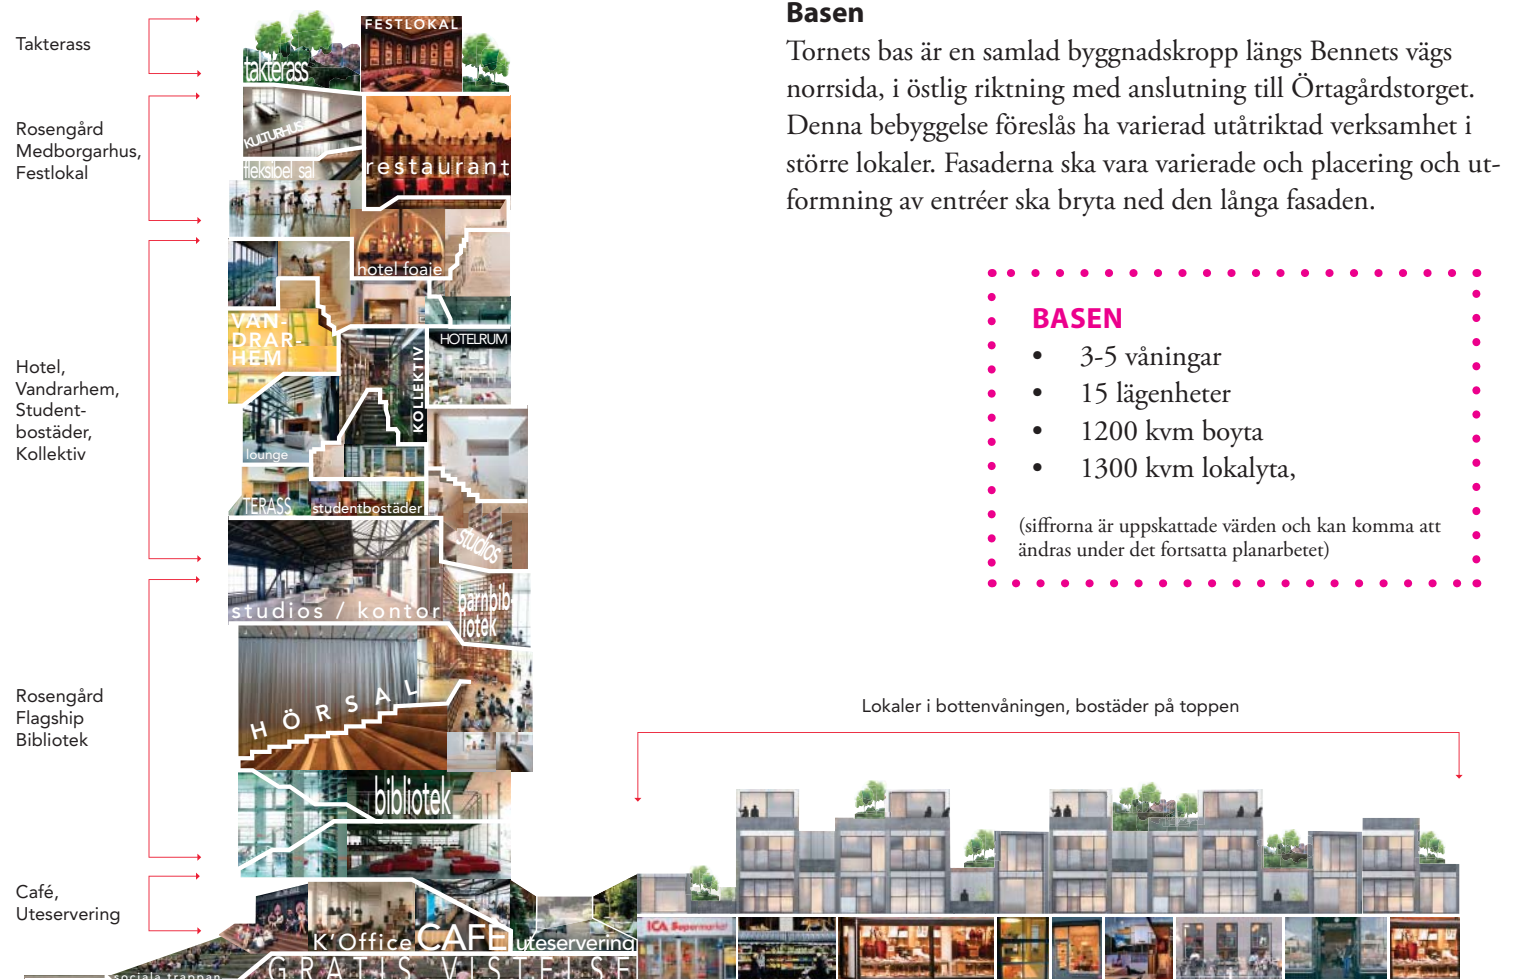 Takterass
Rosengård
Medborgarhus,
Festlokal
Hotel,
Vandrarhem,
Student-
bostäder,
Kollektiv
Rosengård
Flagship
Bibliotek
Café,
Uteservering
FESTLOKAL
takterass
KULTURHUS
fleksibel sal
restaurant
hotel foaje
VAN-
DRAR-
HEM
HOTELRUM
KOLLEKTIV
lounge
TERASS
studentbostäder
studios
studios / kontor
barnbib-
liotek
HÖRSAL
bibliotek
K'Office CAFÉ uteservering
GRATIS VISTELSE
sociala trappan
Basen
Tornets bas är en samlad byggnadskropp längs Bennets vägs
norrsida, i östlig riktning med anslutning till Örtagårdstorget.
Denna bebyggelse föreslås ha varierad utåtriktad verksamhet i
större lokaler. Fasaderna ska vara varierade och placering och ut-
formning av entréer ska bryta ned den långa fasaden.
BASEN
• 3-5 våningar
• 15 lägenheter
• 1200 kvm boyta
• 1300 kvm lokalyta,
(siffrorna är uppskattade värden och kan komma att
ändras under det fortsatta planarbetet)
Lokaler i bottenvåningen, bostäder på toppen
ICA Supermarket